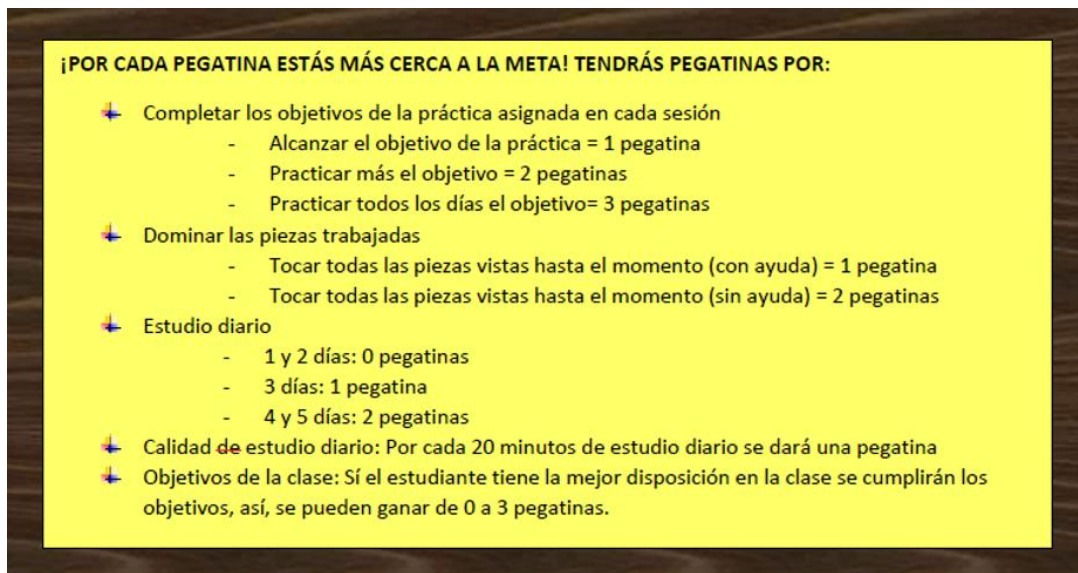 ¡POR CADA PEGATINA ESTÁS MÁS CERCA A LA META! TENDRÁS PEGATINAS POR:
Completar los objetivos de la práctica asignada en cada sesión
- Alcanzar el objetivo de la práctica = 1 pegatina
- Practicar más el objetivo = 2 pegatinas
- Practicar todos los días el objetivo= 3 pegatinas
Dominar las piezas trabajadas
- Tocar todas las piezas vistas hasta el momento (con ayuda) = 1 pegatina
- Tocar todas las piezas vistas hasta el momento (sin ayuda) = 2 pegatinas
Estudio diario
- 1 y 2 días: 0 pegatinas
- 3 días: 1 pegatina
- 4 y 5 días: 2 pegatinas
Calidad de estudio diario: Por cada 20 minutos de estudio diario se dará una pegatina
Objetivos de la clase: Sí el estudiante tiene la mejor disposición en la clase se cumplirán los
objetivos, así, se pueden ganar de 0 a 3 pegatinas.